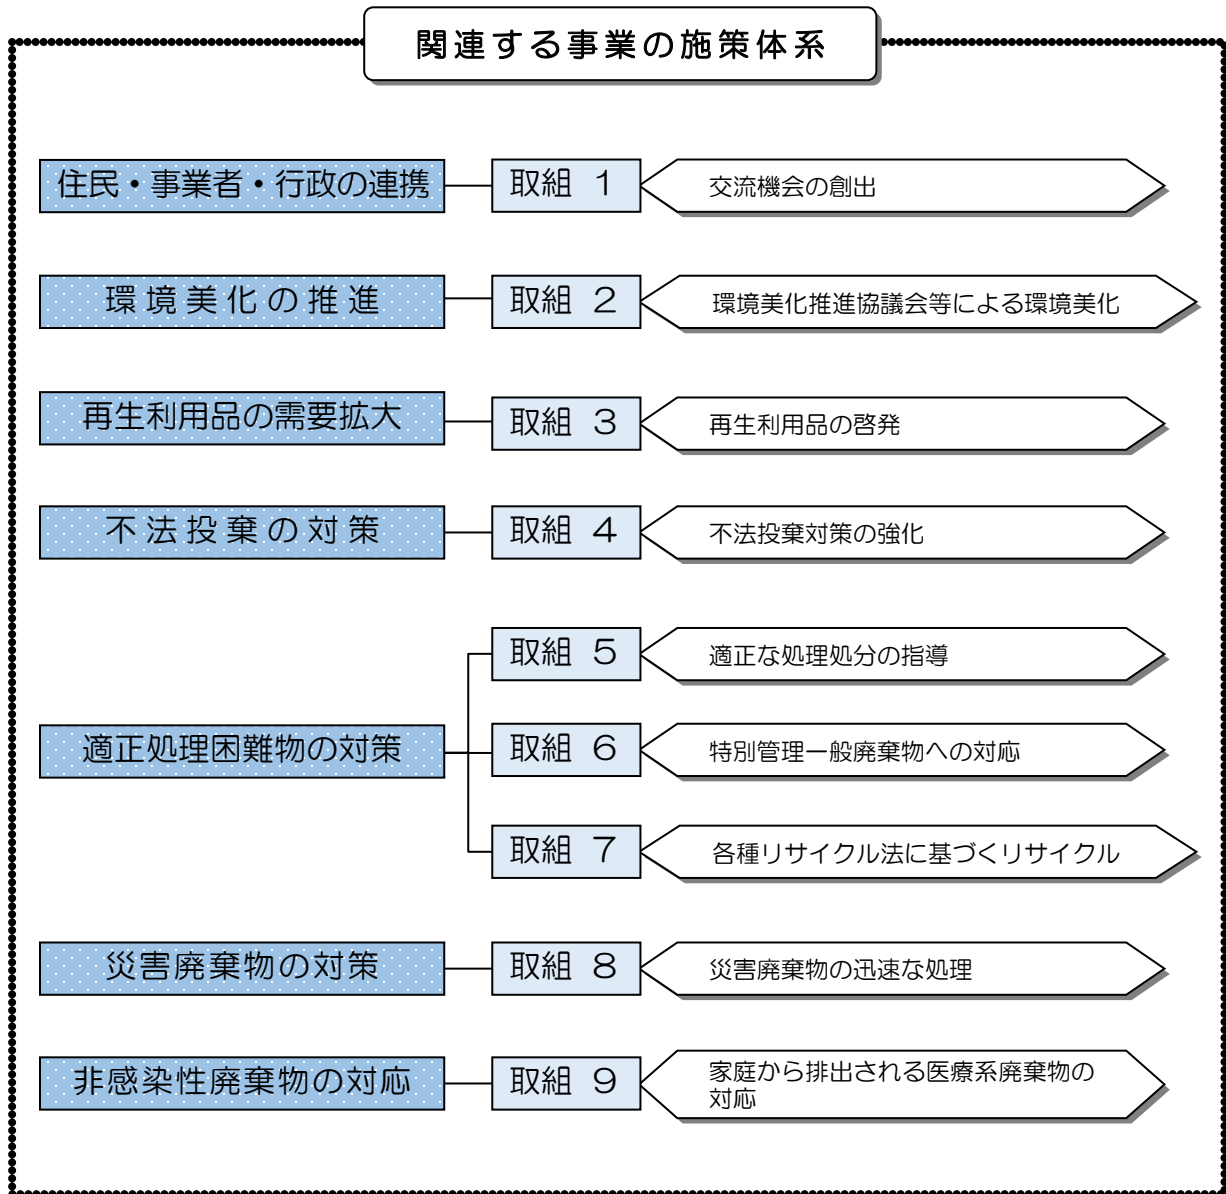 関連する事業の施策体系
住民・事業者・行政の連携
取組 1
交流機会の創出
環境美化の推進
取組 2
環境美化推進協議会等による環境美化
再生利用品の需要拡大
取組 3
再生利用品の啓発
不法投棄の対策
取組 4
不法投棄対策の強化
適正処理困難物の対策
取組 5
適正な処理処分の指導
取組 6
特別管理一般廃棄物への対応
取組 7
各種リサイクル法に基づくリサイクル
災害廃棄物の対策
取組 8
災害廃棄物の迅速な処理
非感染性廃棄物の対応
取組 9
家庭から排出される医療系廃棄物の
対応